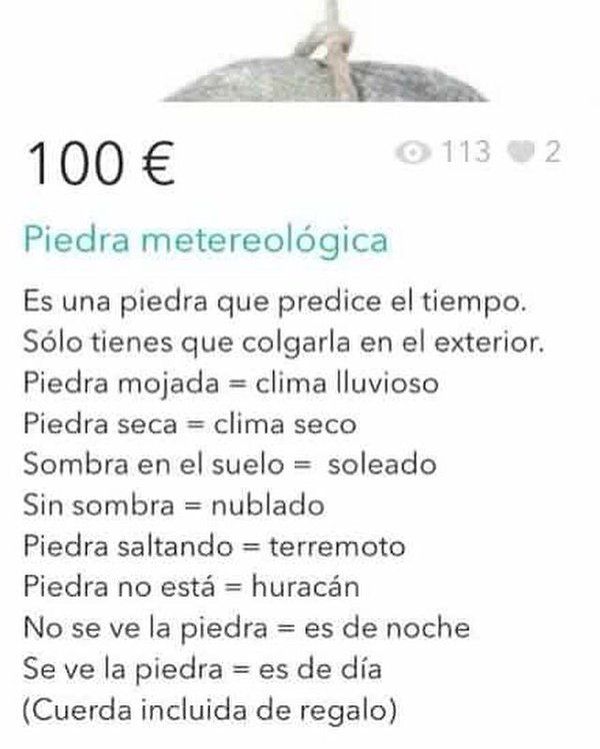 100 €
113 2
Piedra metereológica
Es una piedra que predice el tiempo.
Sólo tienes que colgarla en el exterior.
Piedra mojada = clima lluvioso
Piedra seca = clima seco
Sombra en el suelo = soleado
Sin sombra = nublado
Piedra saltando = terremoto
Piedra no está = huracán
No se ve la piedra = es de noche
Se ve la piedra = es de día
(Cuerda incluida de regalo)